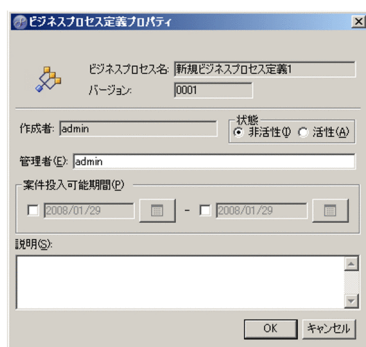 ビジネスプロセス定義プロパティ
ビジネスプロセス名: 新規ビジネスプロセス定義1
バージョン: 0001
作成者: admin
状態
非活性(I) 活性(A)
管理者(E): admin
案件投入可能期間(P)
2008/01/29 - 2008/01/29
説明(S):
OK キャンセル